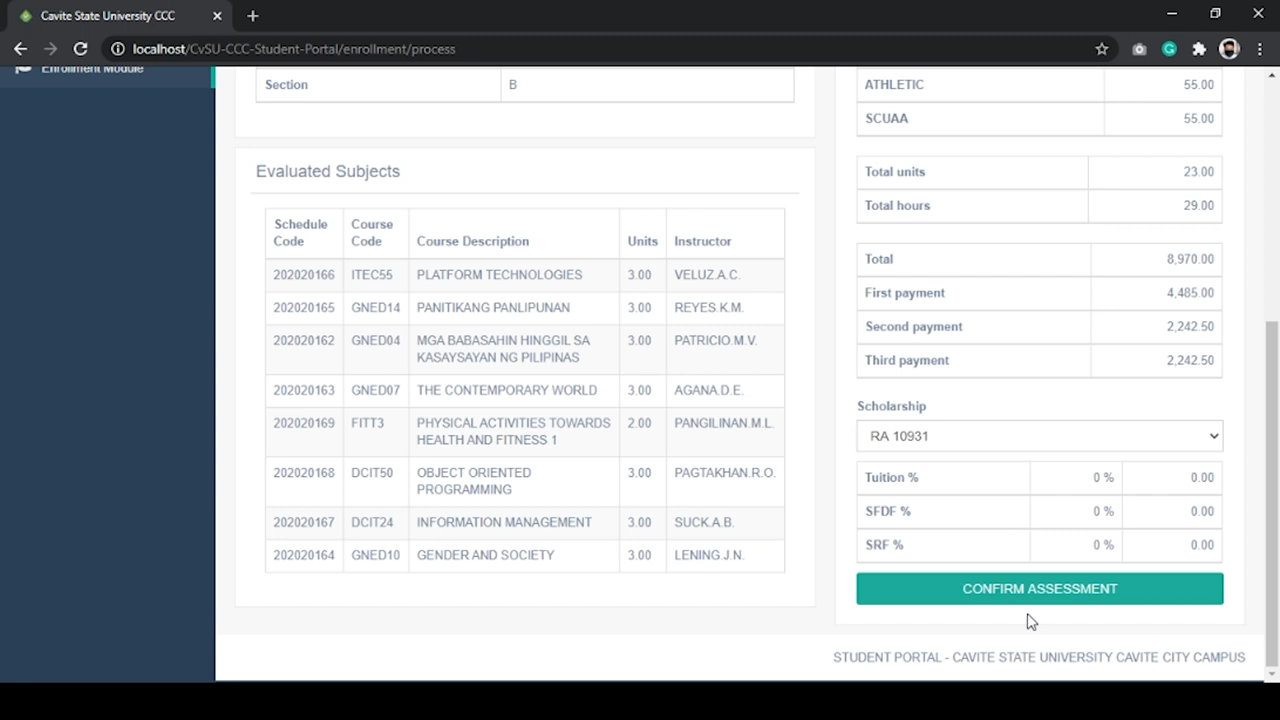 Cavite State University CCC
localhost/CvSU-CCC-Student-Portal/enrollment/process
Enrollment Module
Section B
Evaluated Subjects
Schedule Code Course Code Course Description Units Instructor
202020166 ITEC55 PLATFORM TECHNOLOGIES 3.00 VELUZ.A.C.
202020165 GNED14 PANITIKANG PANLIPUNAN 3.00 REYES.K.M.
202020162 GNED04 MGA BABASAHIN HINGGIL SA 3.00 PATRICIO.M.V.
KASAYSAYAN NG PILIPINAS
202020163 GNED07 THE CONTEMPORARY WORLD 3.00 AGANA.D.E.
202020169 FITT3 PHYSICAL ACTIVITIES TOWARDS 2.00 PANGILINAN.M.L.
HEALTH AND FITNESS 1
202020168 DCIT50 OBJECT ORIENTED 3.00 PAGTAKHAN.R.O.
PROGRAMMING
202020167 DCIT24 INFORMATION MANAGEMENT 3.00 SUCK.A.B.
202020164 GNED10 GENDER AND SOCIETY 3.00 LENING.J.N.
ATHLETIC 55.00
SCUAA 55.00
Total units 23.00
Total hours 29.00
Total 8,970.00
First payment 4,485.00
Second payment 2,242.50
Third payment 2,242.50
Scholarship
RA 10931
Tuition % 0 % 0.00
SFDF % 0 % 0.00
SRF % 0 % 0.00
CONFIRM ASSESSMENT
STUDENT PORTAL - CAVITE STATE UNIVERSITY CAVITE CITY CAMPUS